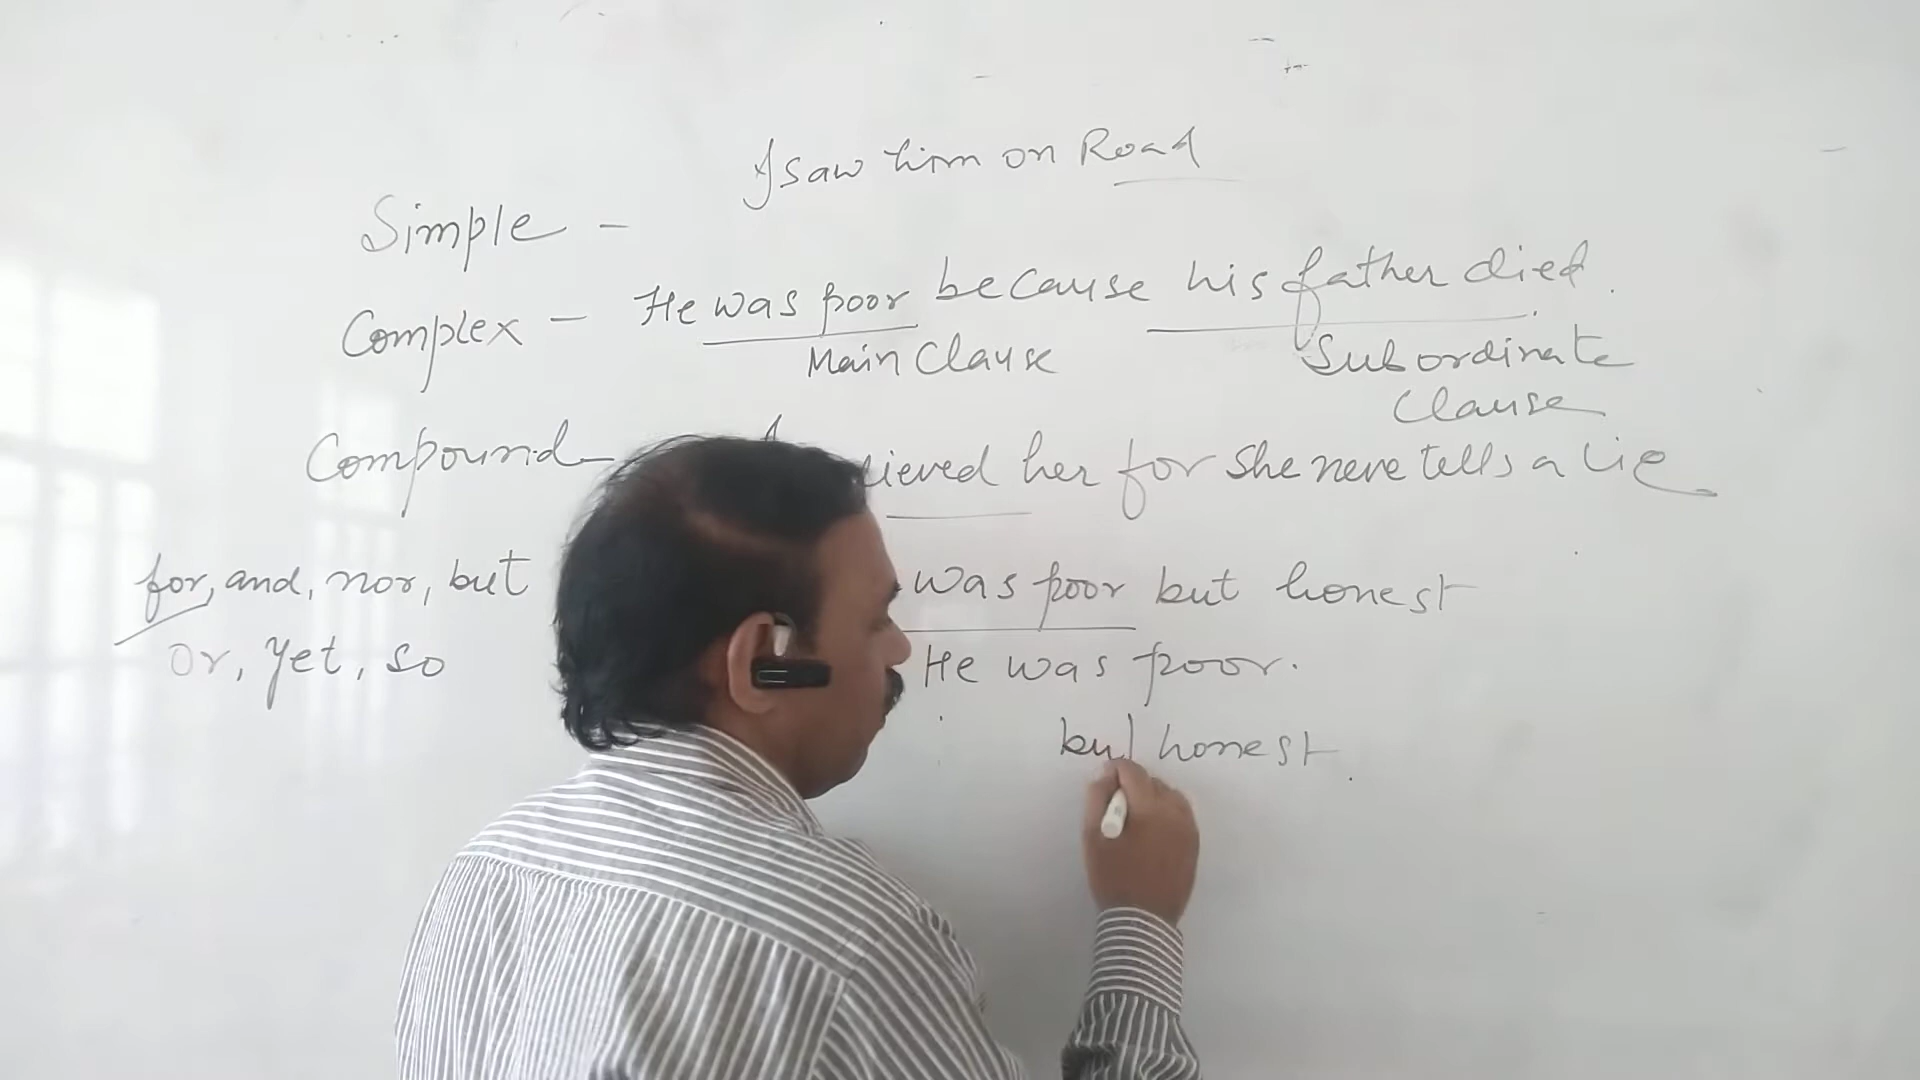 I saw him on Road
Simple -
Complex - He was poor because his father died.
Main Clause Subordinate
Clause
Compound - her for She neve tells a lie
for, and, nor, but was poor but honest
or, yet, so He was poor.
but honest.